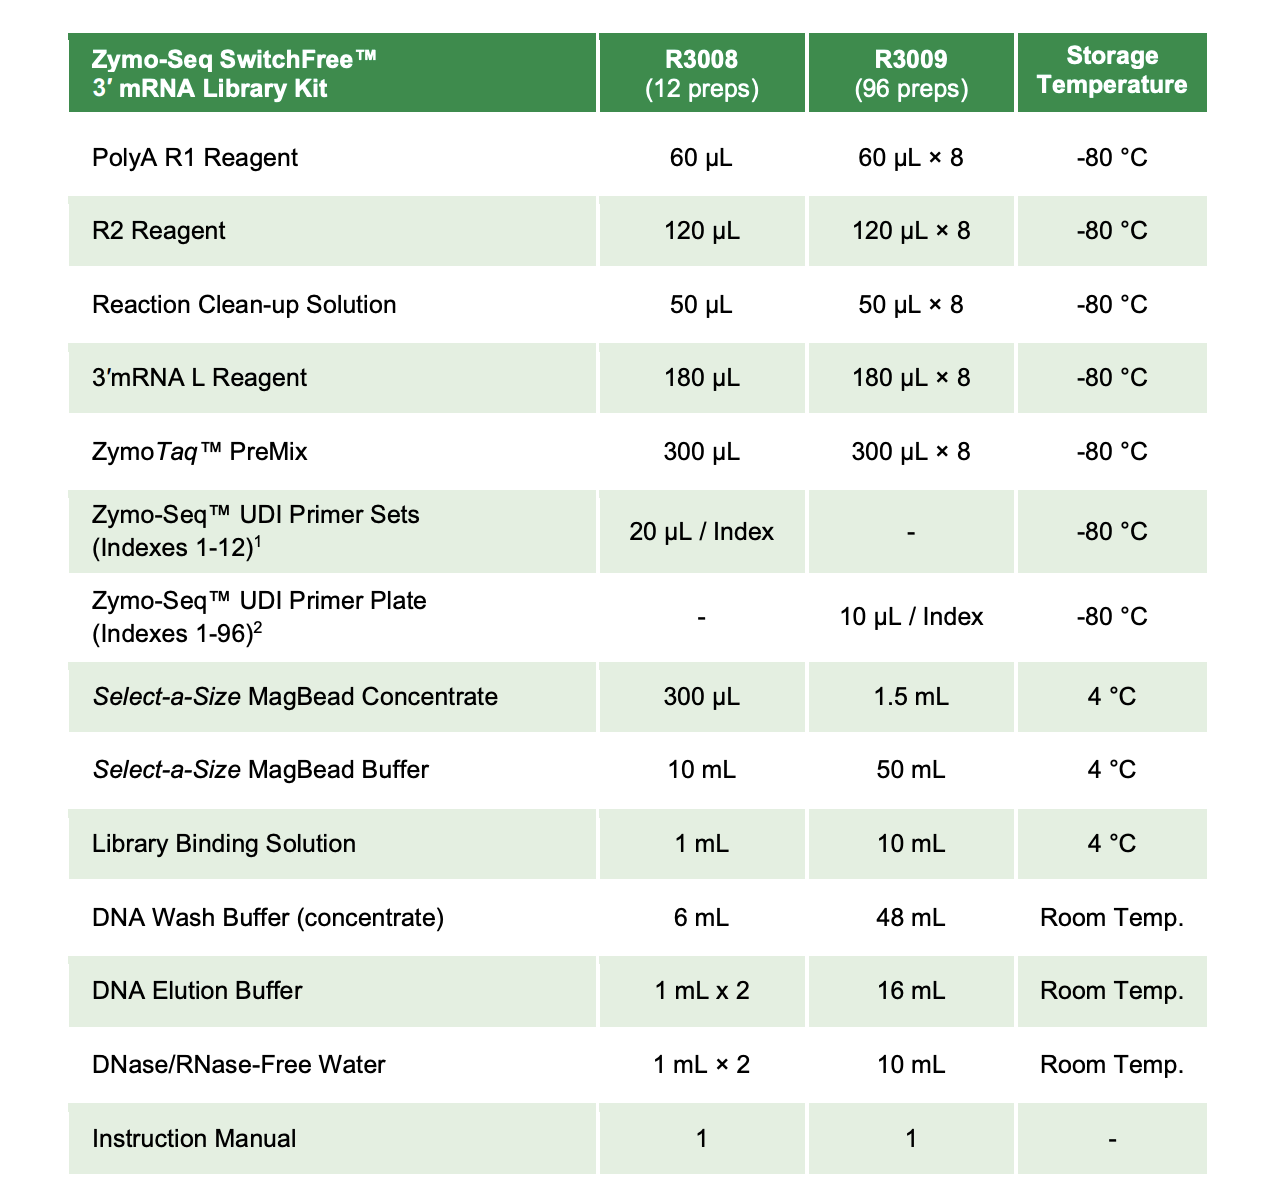 Zymo-Seq SwitchFree™ 3′ mRNA Library Kit R3008 (12 preps) R3009 (96 preps) Storage Temperature
PolyA R1 Reagent 60 µL 60 µL × 8 -80 °C
R2 Reagent 120 µL 120 µL × 8 -80 °C
Reaction Clean-up Solution 50 µL 50 µL × 8 -80 °C
3′mRNA L Reagent 180 µL 180 µL × 8 -80 °C
ZymoTaq™ PreMix 300 µL 300 µL × 8 -80 °C
Zymo-Seq™ UDI Primer Sets (Indexes 1-12)¹ 20 µL / Index - -80 °C
Zymo-Seq™ UDI Primer Plate (Indexes 1-96)² - 10 µL / Index -80 °C
Select-a-Size MagBead Concentrate 300 µL 1.5 mL 4 °C
Select-a-Size MagBead Buffer 10 mL 50 mL 4 °C
Library Binding Solution 1 mL 10 mL 4 °C
DNA Wash Buffer (concentrate) 6 mL 48 mL Room Temp.
DNA Elution Buffer 1 mL x 2 16 mL Room Temp.
DNase/RNase-Free Water 1 mL × 2 10 mL Room Temp.
Instruction Manual 1 1 -